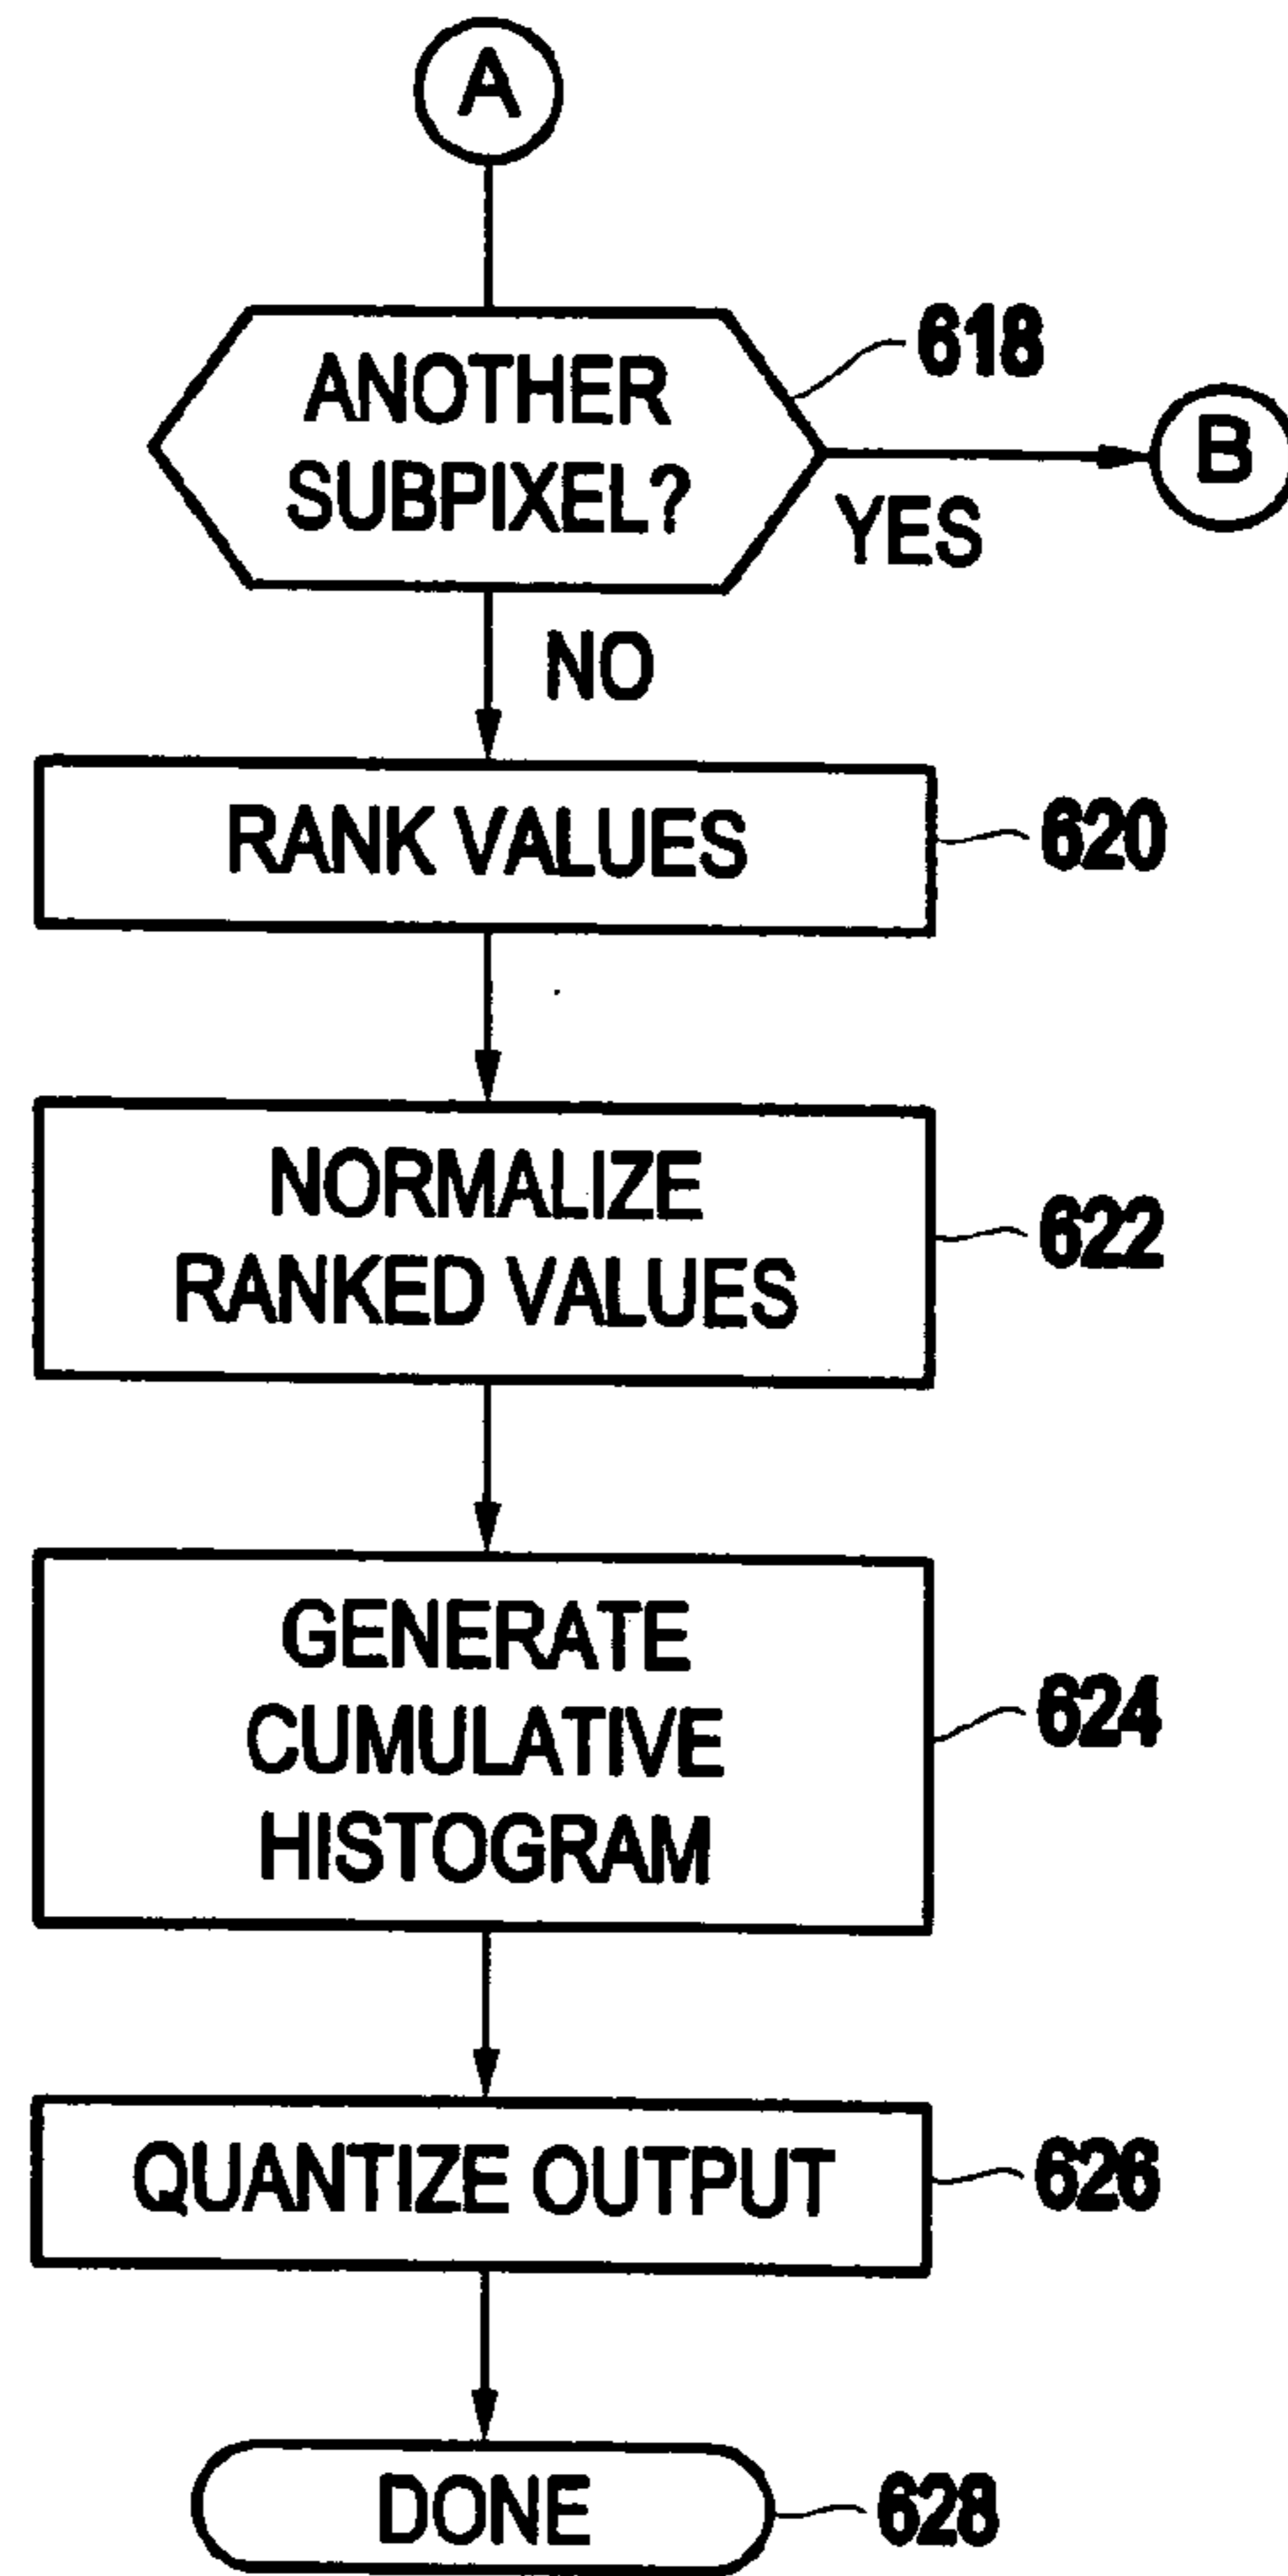 A
ANOTHER
SUBPIXEL?
618
B
YES
NO
RANK VALUES
620
NORMALIZE
RANKED VALUES
622
GENERATE
CUMULATIVE
HISTOGRAM
624
QUANTIZE OUTPUT
626
DONE
628